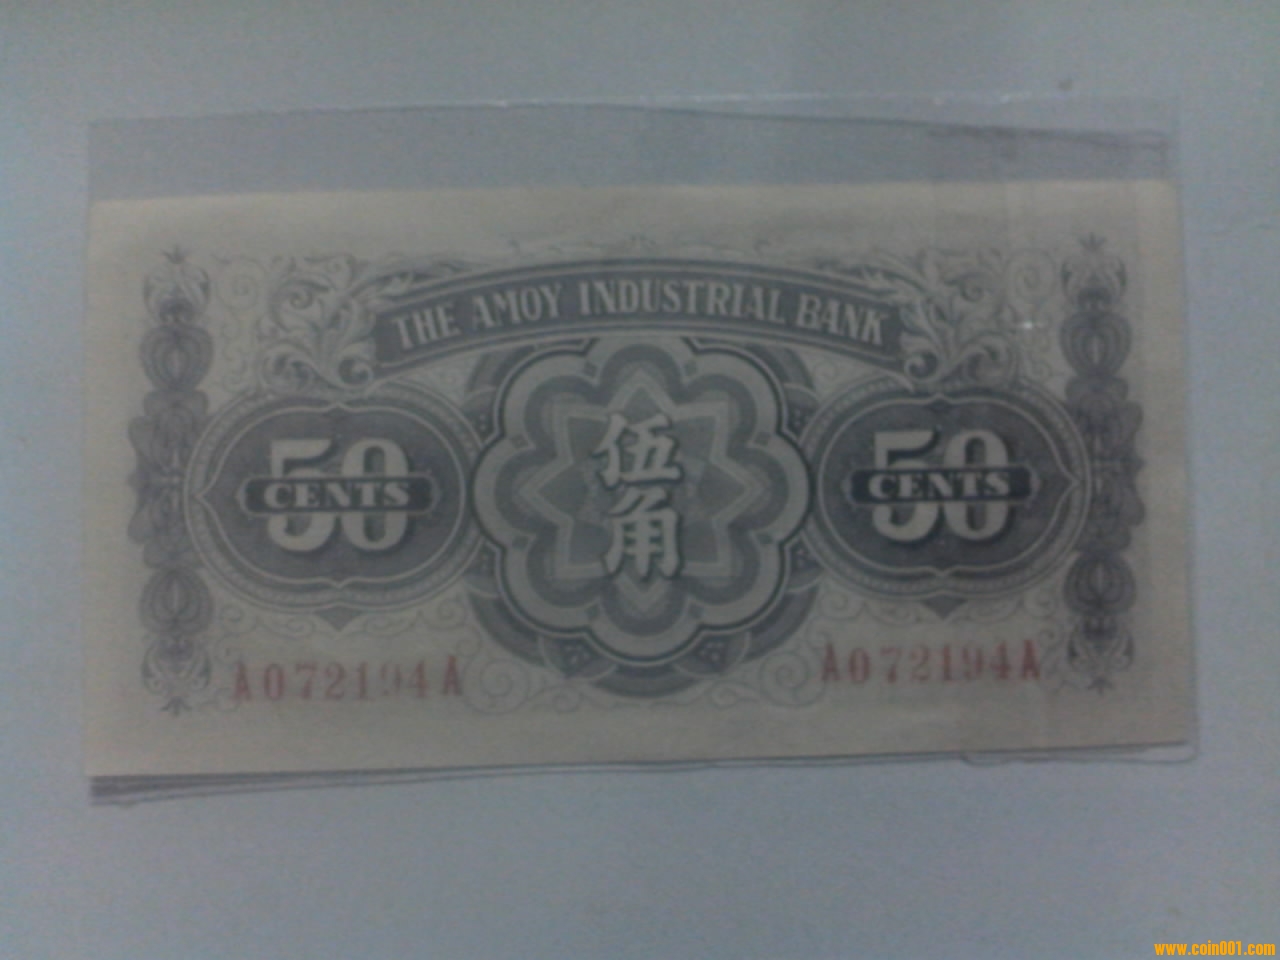 THE AMOY INDUSTRIAL BANK
50
CENTS
伍角
50
CENTS
A072194A
A072194A
www.coin001.com